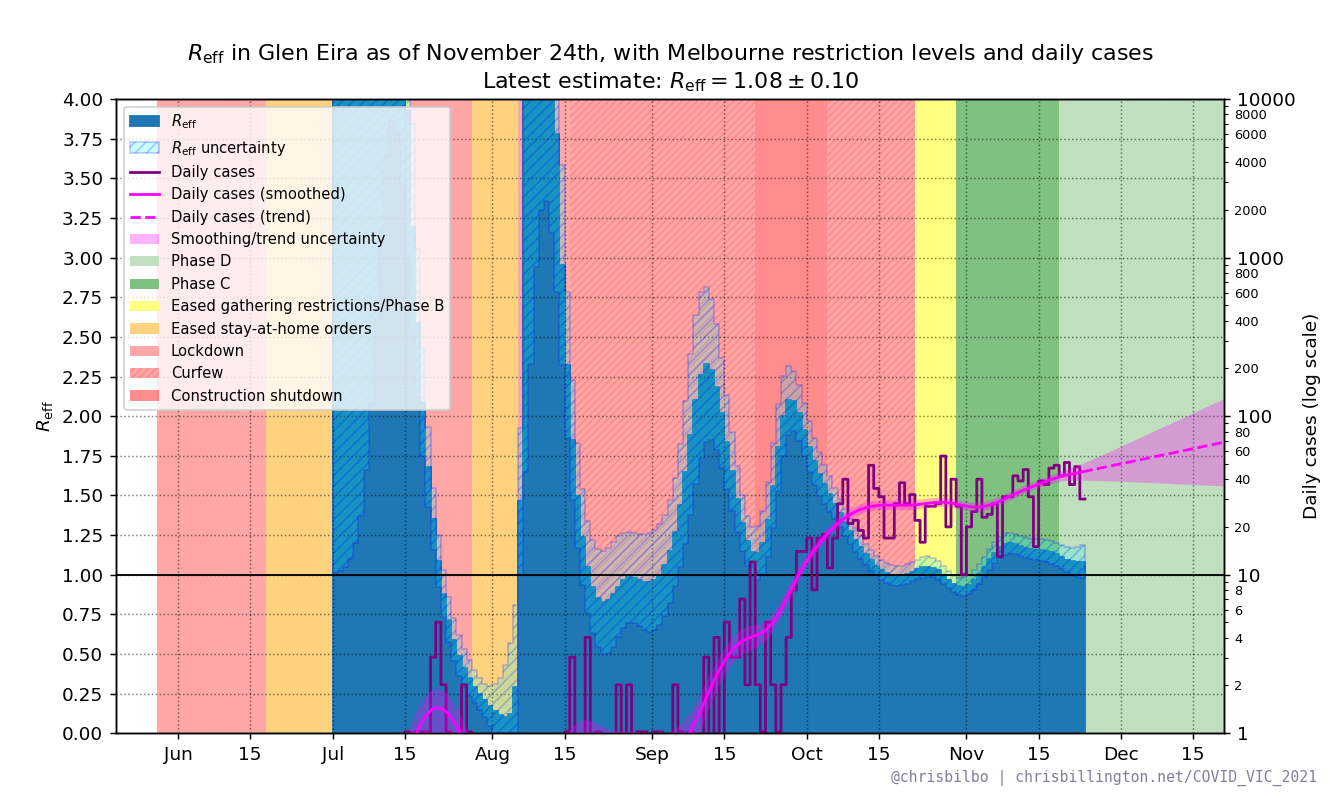 Reff in Glen Eira as of November 24th, with Melbourne restriction levels and daily cases
Latest estimate: Reff = 1.08 ± 0.10
4.00
3.75
3.50
3.25
3.00
2.75
2.50
2.25
2.00
1.75
1.50
1.25
1.00
0.75
0.50
0.25
0.00
Reff
Reff
Reff uncertainty
Daily cases
Daily cases (smoothed)
Daily cases (trend)
Smoothing/trend uncertainty
Phase D
Phase C
Eased gathering restrictions/Phase B
Eased stay-at-home orders
Lockdown
Curfew
Construction shutdown
10000
8000
6000
4000
2000
1000
800
600
400
200
100
80
60
40
20
10
8
6
4
2
1
Daily cases (log scale)
Jun 15 Jul 15 Aug 15 Sep 15 Oct 15 Nov 15 Dec 15
@chrisbilbo | chrisbillington.net/COVID_VIC_2021